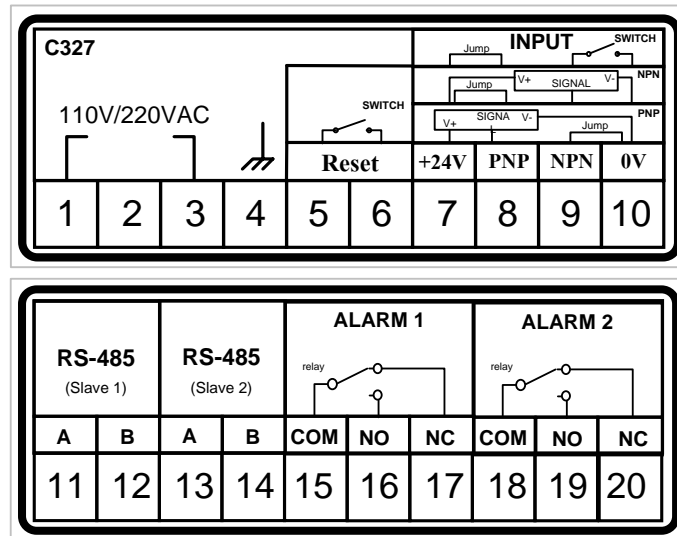 C327
INPUT
Jump
SWITCH
Jump
V+
SIGNAL
V-
NPN
V+
SIGNA
L
V-
Jump
PNP
110V/220VAC
SWITCH
Reset
+24V PNP NPN 0V
1 2 3 4 5 6 7 8 9 10
RS-485
(Slave 1)
RS-485
(Slave 2)
ALARM 1
relay
ALARM 2
relay
A B A B COM NO NC COM NO NC
11 12 13 14 15 16 17 18 19 20